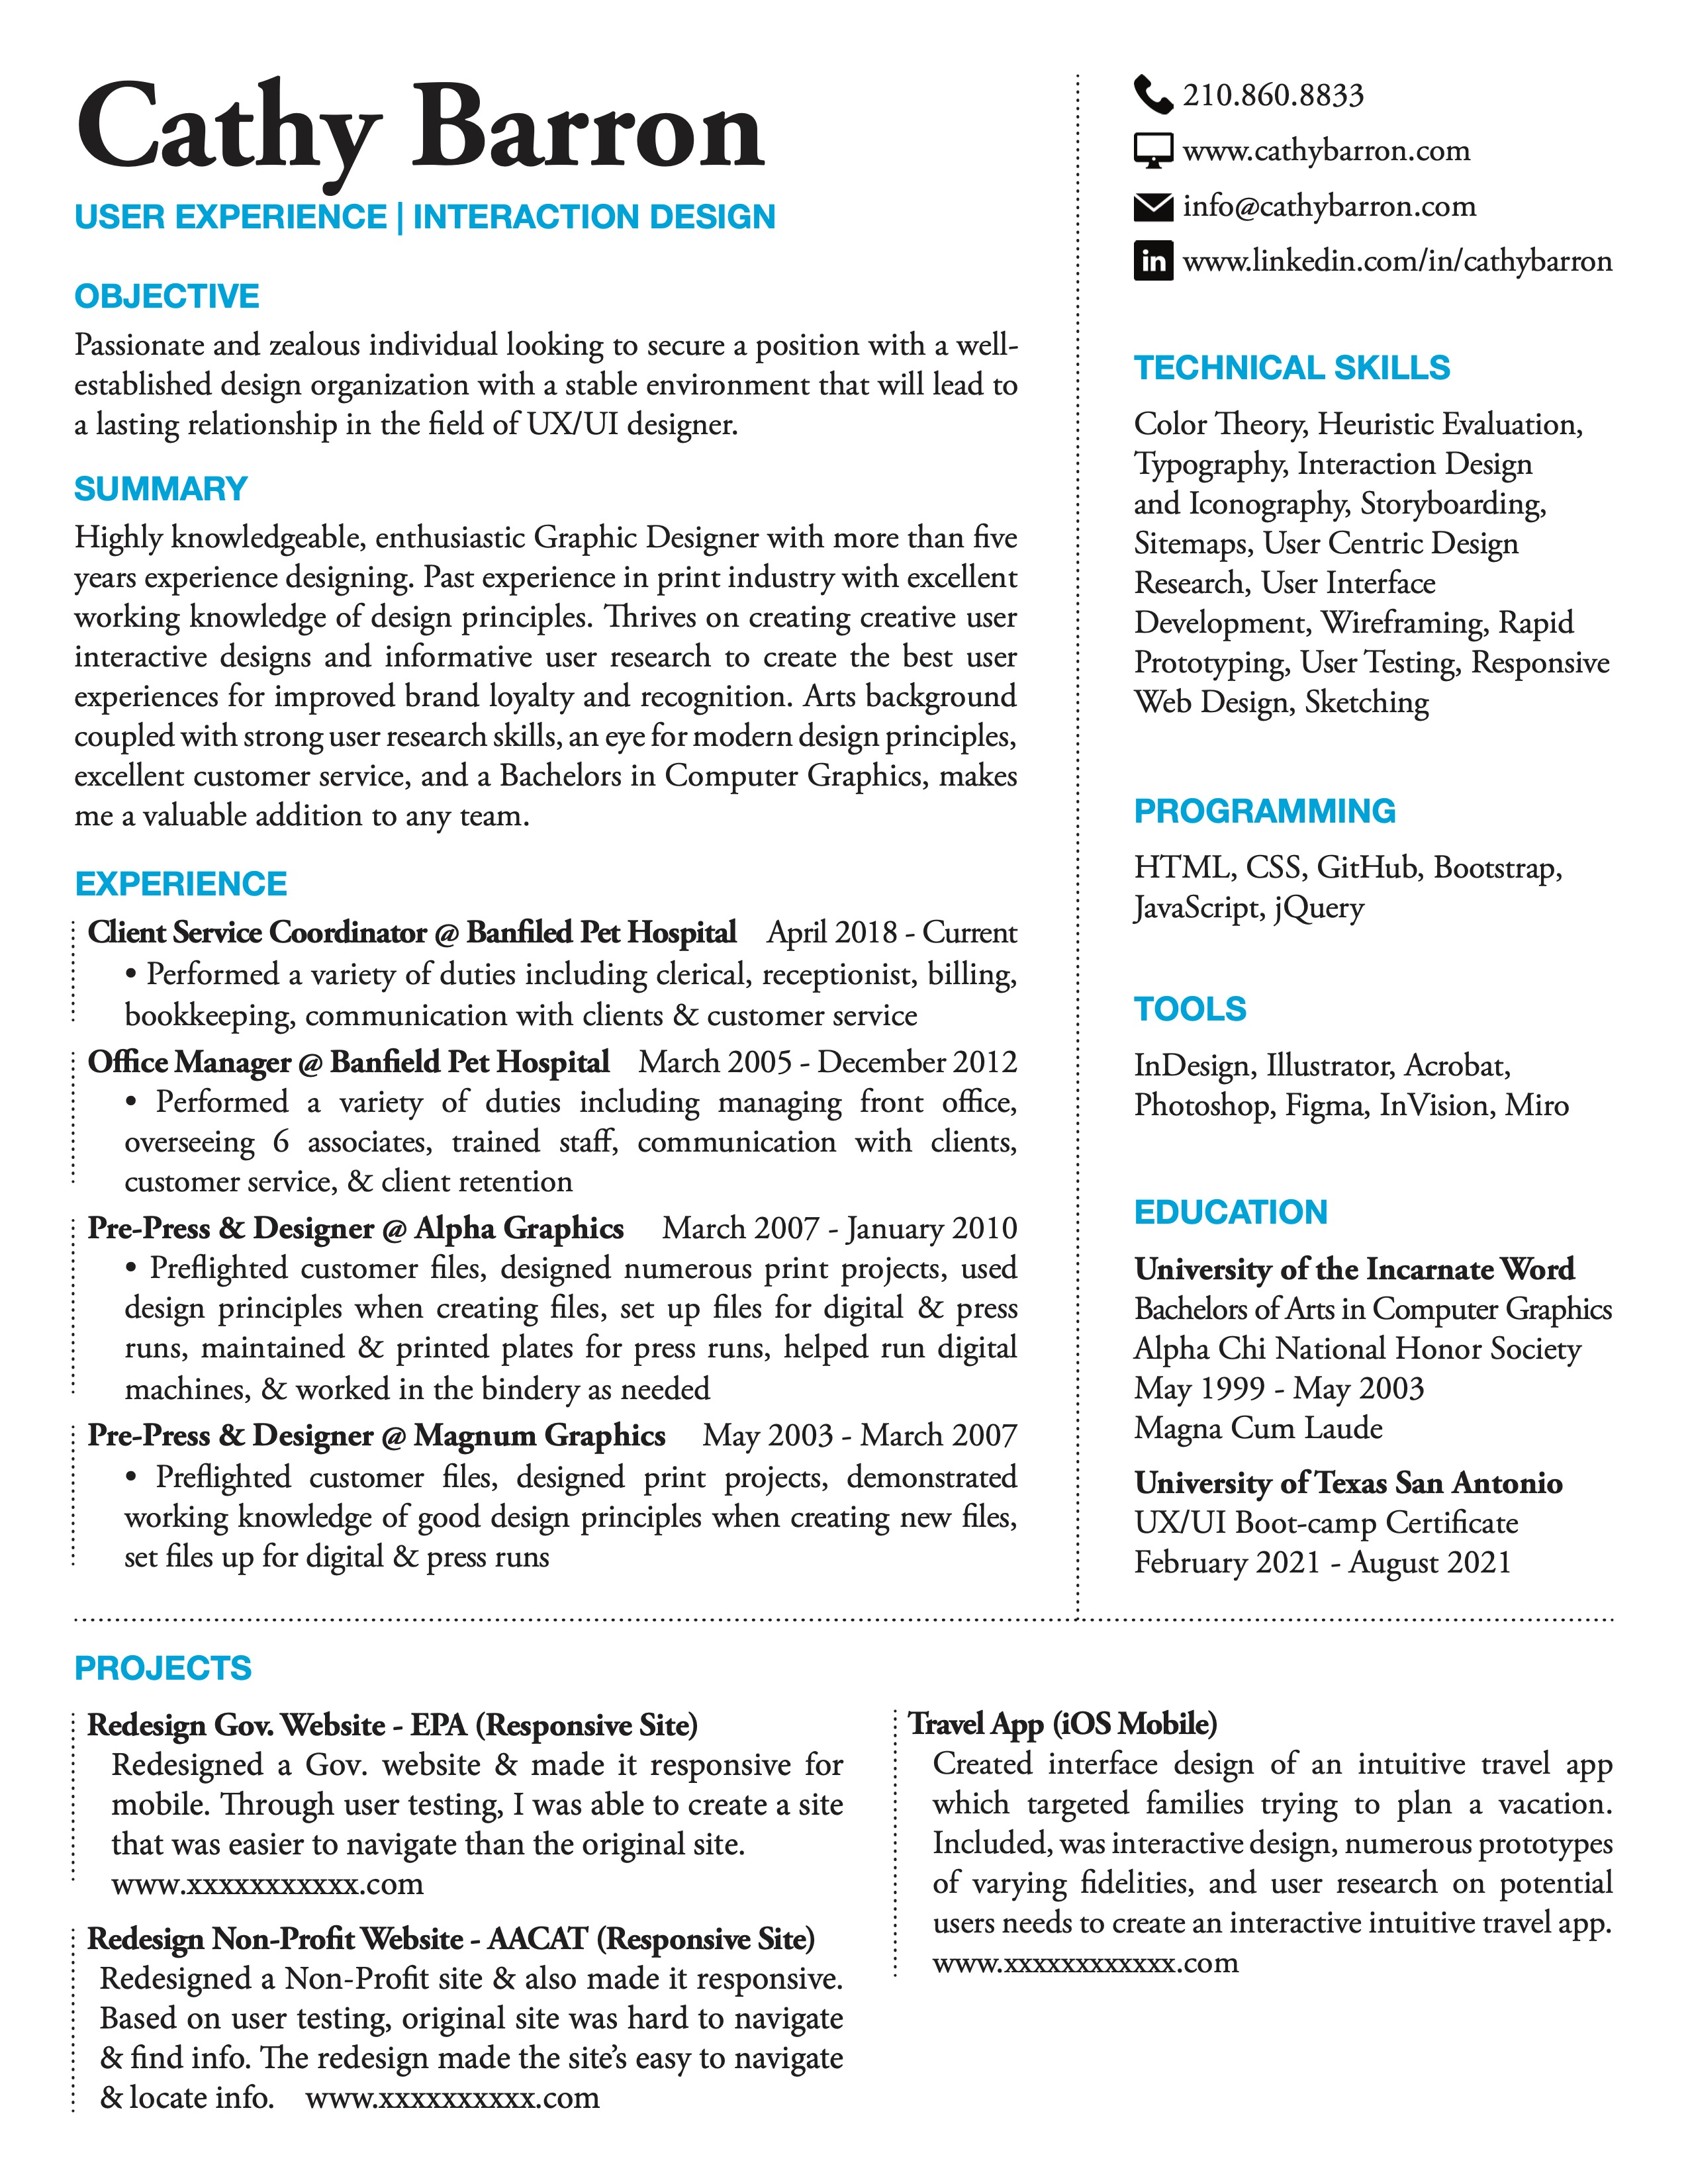 Cathy Barron
USER EXPERIENCE | INTERACTION DESIGN
OBJECTIVE
Passionate and zealous individual looking to secure a position with a well-
established design organization with a stable environment that will lead to
a lasting relationship in the field of UX/UI designer.
SUMMARY
Highly knowledgeable, enthusiastic Graphic Designer with more than five
years experience designing. Past experience in print industry with excellent
working knowledge of design principles. Thrives on creating creative user
interactive designs and informative user research to create the best user
experiences for improved brand loyalty and recognition. Arts background
coupled with strong user research skills, an eye for modern design principles,
excellent customer service, and a Bachelors in Computer Graphics, makes
me a valuable addition to any team.
EXPERIENCE
Client Service Coordinator @ Banfiled Pet Hospital April 2018 - Current
• Performed a variety of duties including clerical, receptionist, billing,
bookkeeping, communication with clients & customer service
Office Manager @ Banfield Pet Hospital March 2005 - December 2012
• Performed a variety of duties including managing front office,
overseeing 6 associates, trained staff, communication with clients,
customer service, & client retention
Pre-Press & Designer @ Alpha Graphics March 2007 - January 2010
• Preflighted customer files, designed numerous print projects, used
design principles when creating files, set up files for digital & press
runs, maintained & printed plates for press runs, helped run digital
machines, & worked in the bindery as needed
Pre-Press & Designer @ Magnum Graphics May 2003 - March 2007
• Preflighted customer files, designed print projects, demonstrated
working knowledge of good design principles when creating new files,
set files up for digital & press runs
210.860.8833
www.cathybarron.com
info@cathybarron.com
in www.linkedin.com/in/cathybarron
TECHNICAL SKILLS
Color Theory, Heuristic Evaluation,
Typography, Interaction Design
and Iconography, Storyboarding,
Sitemaps, User Centric Design
Research, User Interface
Development, Wireframing, Rapid
Prototyping, User Testing, Responsive
Web Design, Sketching
PROGRAMMING
HTML, CSS, GitHub, Bootstrap,
JavaScript, jQuery
TOOLS
InDesign, Illustrator, Acrobat,
Photoshop, Figma, InVision, Miro
EDUCATION
University of the Incarnate Word
Bachelors of Arts in Computer Graphics
Alpha Chi National Honor Society
May 1999 - May 2003
Magna Cum Laude
University of Texas San Antonio
UX/UI Boot-camp Certificate
February 2021 - August 2021
PROJECTS
Redesign Gov. Website - EPA (Responsive Site)
Redesigned a Gov. website & made it responsive for
mobile. Through user testing, I was able to create a site
that was easier to navigate than the original site.
www.xxxxxxxxxxx.com
Redesign Non-Profit Website - AACAT (Responsive Site)
Redesigned a Non-Profit site & also made it responsive.
Based on user testing, original site was hard to navigate
& find info. The redesign made the site's easy to navigate
& locate info. www.xxxxxxxxxx.com
Travel App (iOS Mobile)
Created interface design of an intuitive travel app
which targeted families trying to plan a vacation.
Included, was interactive design, numerous prototypes
of varying fidelities, and user research on potential
users needs to create an interactive intuitive travel app.
www.xxxxxxxxxxxx.com